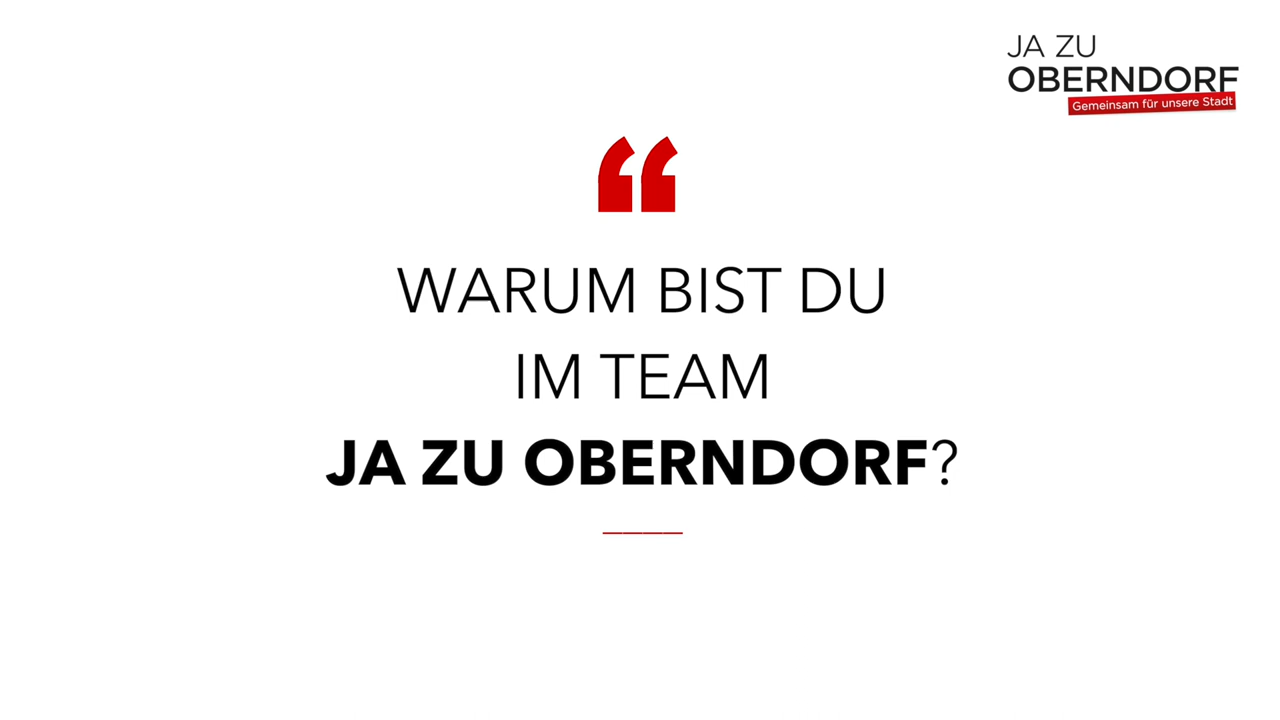 JA ZU
OBERNDORF
Gemeinsam für unsere Stadt
“
WARUM BIST DU
IM TEAM
JA ZU OBERNDORF?